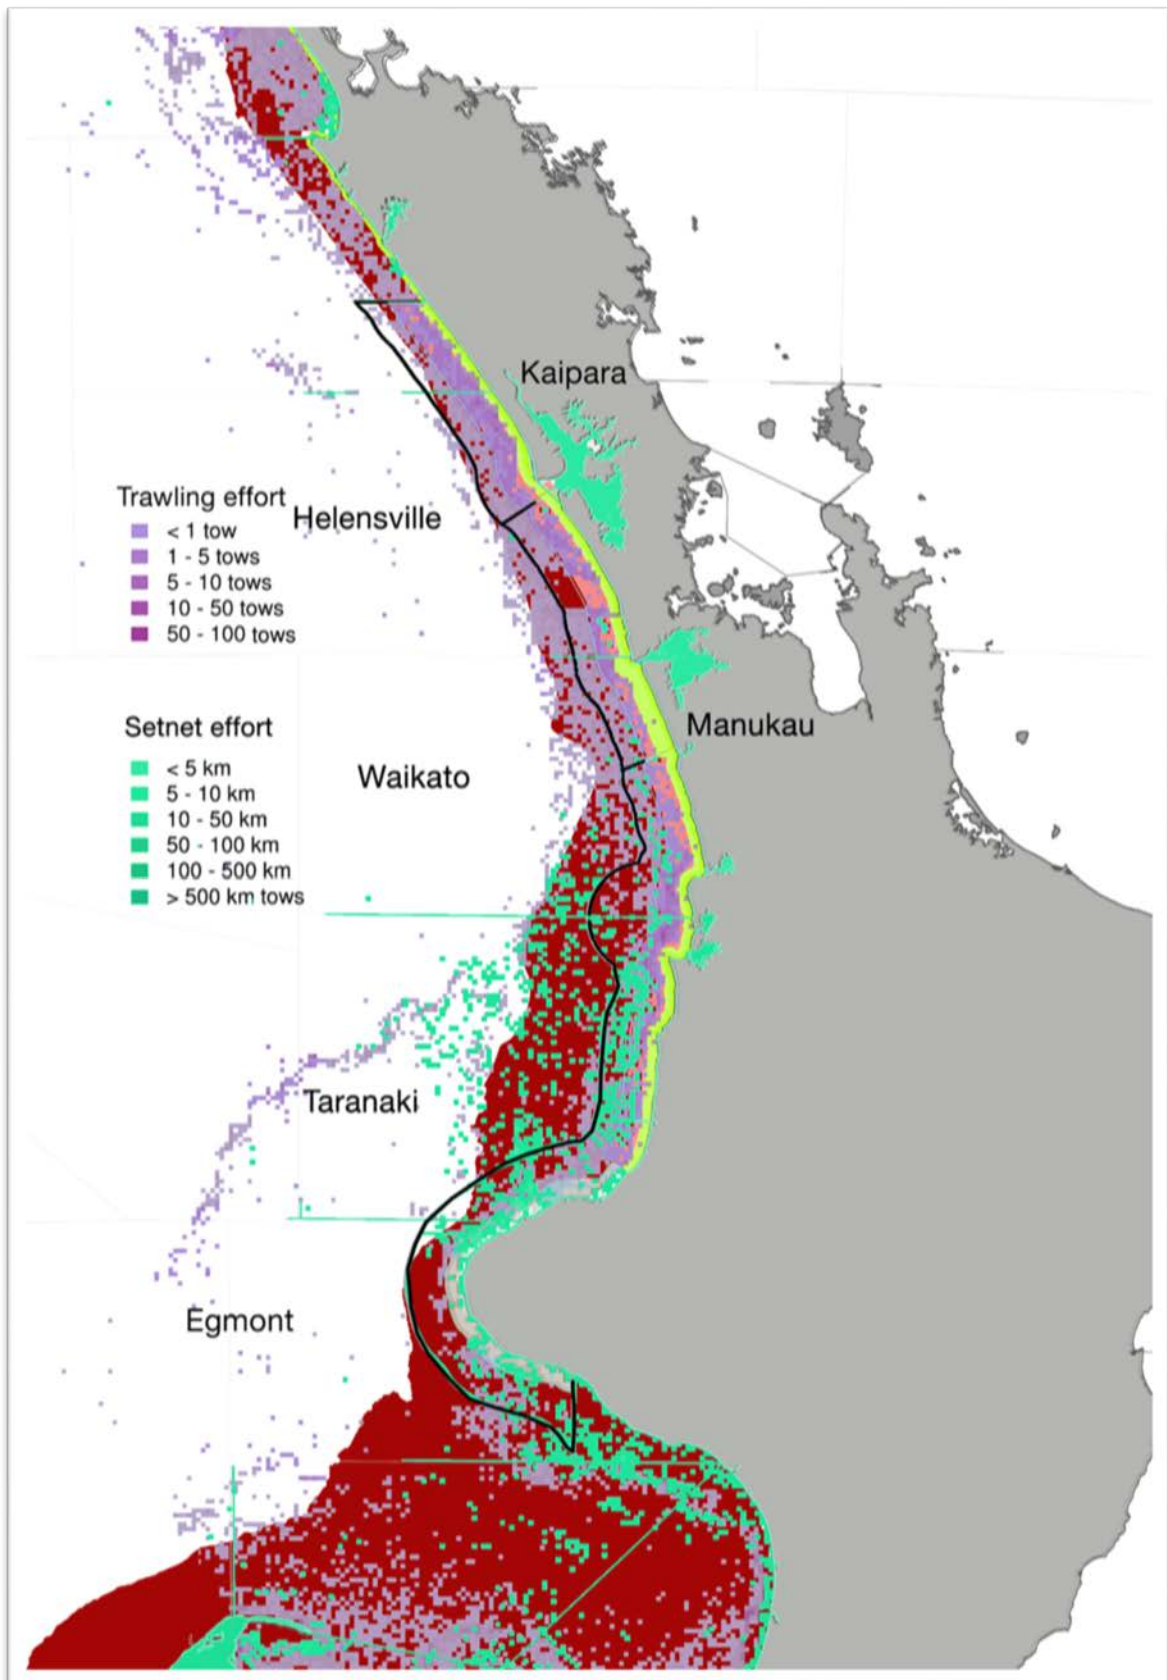 Kaipara
Trawling effort
< 1 tow
1 - 5 tows
5 - 10 tows
10 - 50 tows
50 - 100 tows
Helensville
Manukau
Setnet effort
< 5 km
5 - 10 km
10 - 50 km
50 - 100 km
100 - 500 km
> 500 km tows
Waikato
Taranaki
Egmont